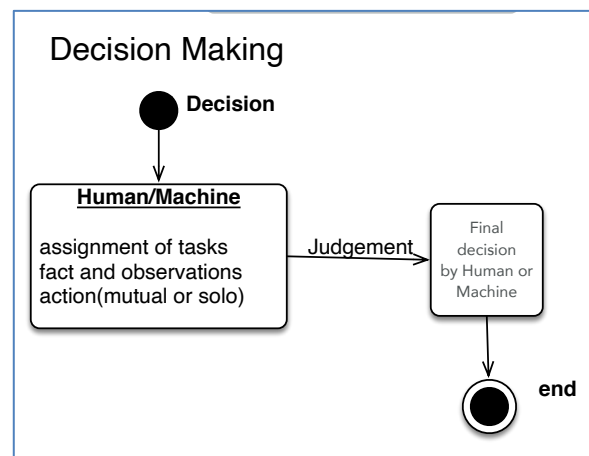 Decision Making
Decision
Human/Machine
assignment of tasks
fact and observations
action(mutual or solo)
Judgement
Final
decision
by Human or
Machine
end